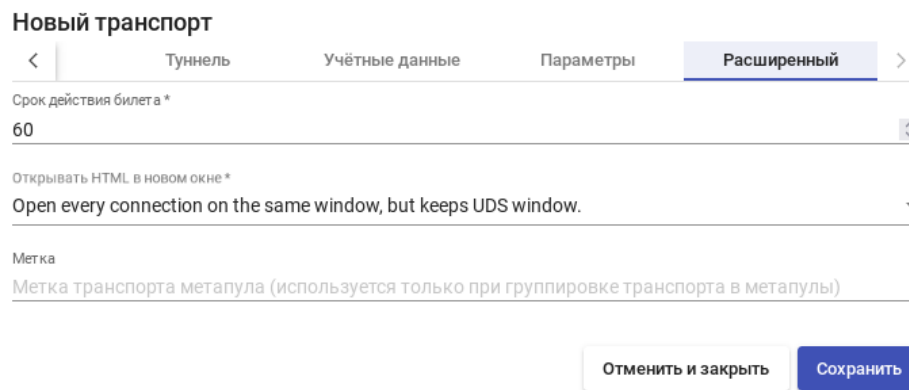 Новый транспорт
Туннель Учётные данные Параметры Расширенный
Срок действия билета *
60
Открывать HTML в новом окне *
Open every connection on the same window, but keeps UDS window.
Метка
Метка транспорта метапула (используется только при группировке транспорта в метапулы)
Отменить и закрыть Сохранить